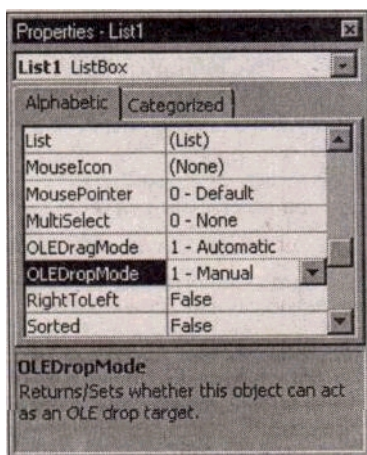 Properties - List1
List1 ListBox
Alphabetic Categorized
List (List)
MouseIcon (None)
MousePointer 0 - Default
MultiSelect 0 - None
OLEDragMode 1 - Automatic
OLEDropMode 1 - Manual
RightToLeft False
Sorted False
OLEDropMode
Returns/Sets whether this object can act
as an OLE drop target.